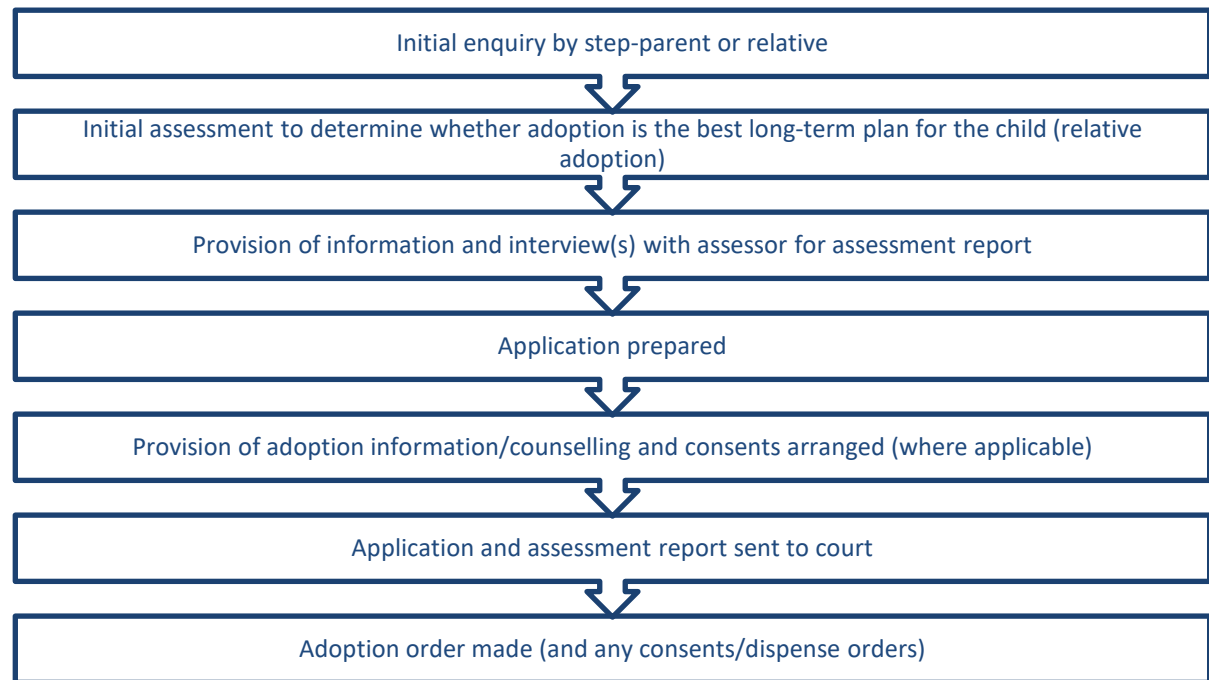 Initial enquiry by step-parent or relative
Initial assessment to determine whether adoption is the best long-term plan for the child (relative
adoption)
Provision of information and interview(s) with assessor for assessment report
Application prepared
Provision of adoption information/counselling and consents arranged (where applicable)
Application and assessment report sent to court
Adoption order made (and any consents/dispense orders)